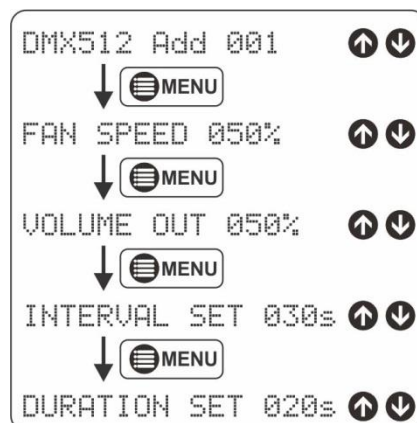 DMX512 Add 001
MENU
FAN SPEED 050%
MENU
VOLUME OUT 050%
MENU
INTERVAL SET 030s
MENU
DURATION SET 020s